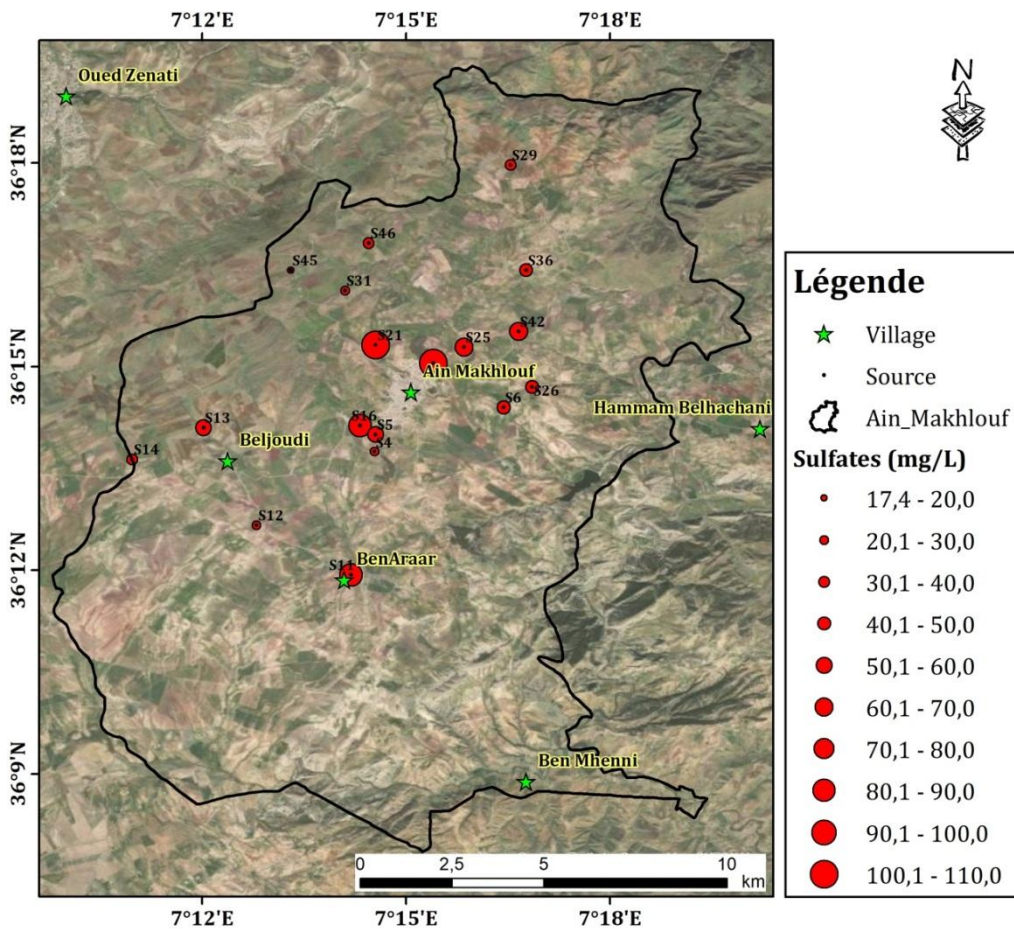 7°12'E
7°15'E
7°18'E
Oued Zenati
N
36°18'N
S29
S46
S45
S36
S31
S42
S21
S25
36°15'N
Ain Makhlouf
S26
S6
Hammam Belhachani
S13
S16
S5
Beljoudi
S4
S14
S12
36°12'N
BenAraar
S11
36°9'N
Ben Mhenni
0 2,5 5 10
km
7°12'E
7°15'E
7°18'E
Légende
Village
Source
Ain_Makhlouf
Sulfates (mg/L)
17,4 - 20,0
20,1 - 30,0
30,1 - 40,0
40,1 - 50,0
50,1 - 60,0
60,1 - 70,0
70,1 - 80,0
80,1 - 90,0
90,1 - 100,0
100,1 - 110,0